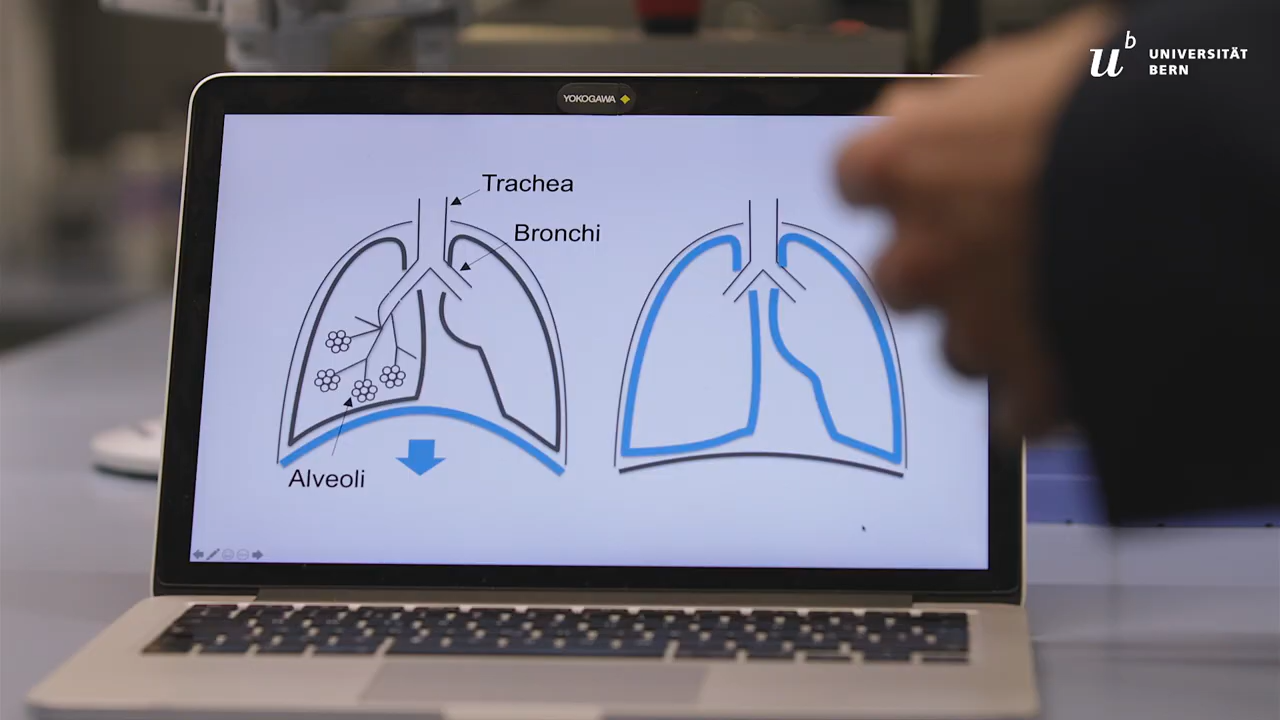 u^b
UNIVERSITÄT
BERN
YOKOGAWA
Trachea
Bronchi
Alveoli